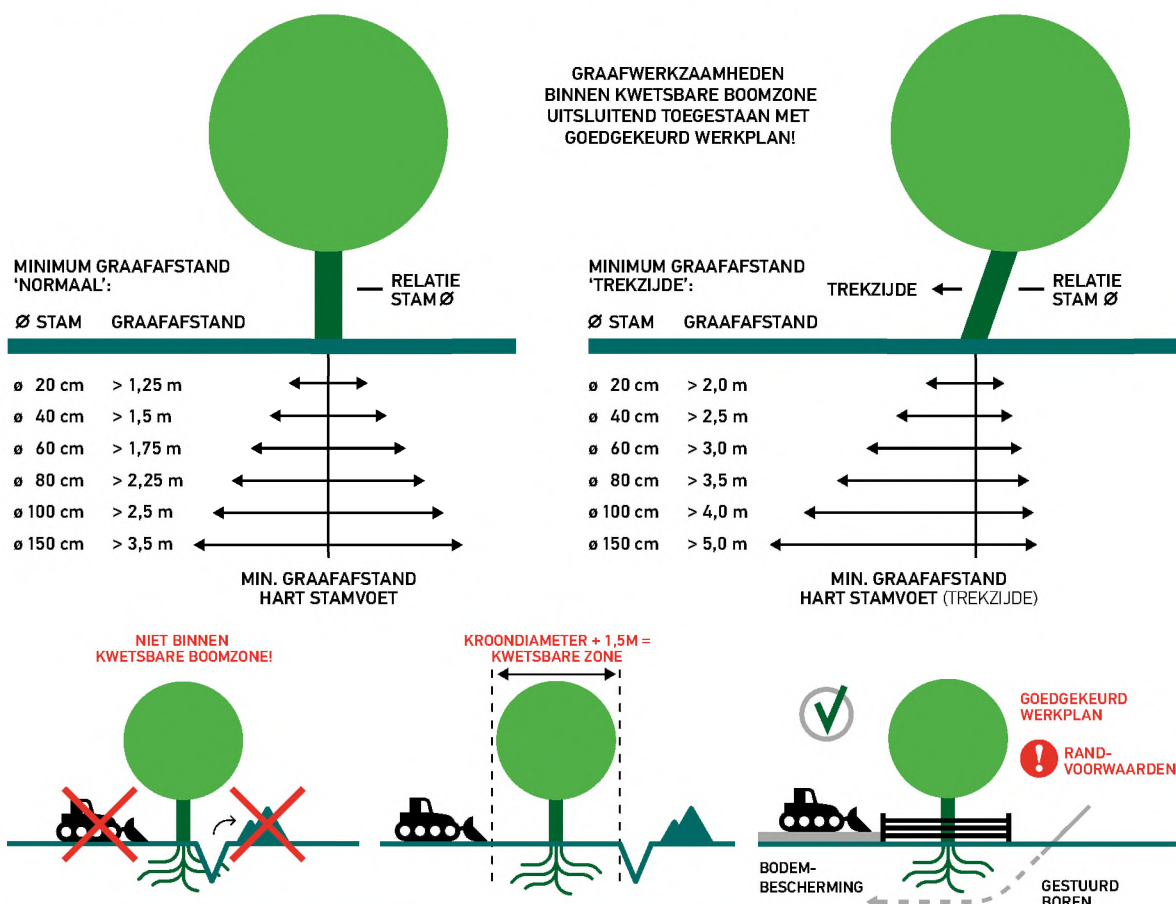 GRAAFWERKZAAMHEDEN
BINNEN KWETSBARE BOOMZONE
UITSLUITEND TOEGESTAAN MET
GOEDGEKEURD WERKPLAN!
MINIMUM GRAAFAFSTAND
'NORMAAL':
RELATIE
STAM Ø
Ø STAM GRAAFAFSTAND
ø 20 cm > 1,25 m
ø 40 cm > 1,5 m
ø 60 cm > 1,75 m
ø 80 cm > 2,25 m
ø 100 cm > 2,5 m
ø 150 cm > 3,5 m
MIN. GRAAFAFSTAND
HART STAMVOET
MINIMUM GRAAFAFSTAND
'TREKZIJDE':
TREKZIJDE
RELATIE
STAM Ø
Ø STAM GRAAFAFSTAND
ø 20 cm > 2,0 m
ø 40 cm > 2,5 m
ø 60 cm > 3,0 m
ø 80 cm > 3,5 m
ø 100 cm > 4,0 m
ø 150 cm > 5,0 m
MIN. GRAAFAFSTAND
HART STAMVOET (TREKZIJDE)
NIET BINNEN
KWETSBARE BOOMZONE!
KROONDIAMETER + 1,5M =
KWETSBARE ZONE
GOEDGEKEURD
WERKPLAN
!
RAND-
VOORWAARDEN
BODEM-
BESCHERMING
GESTUURD
BOREN